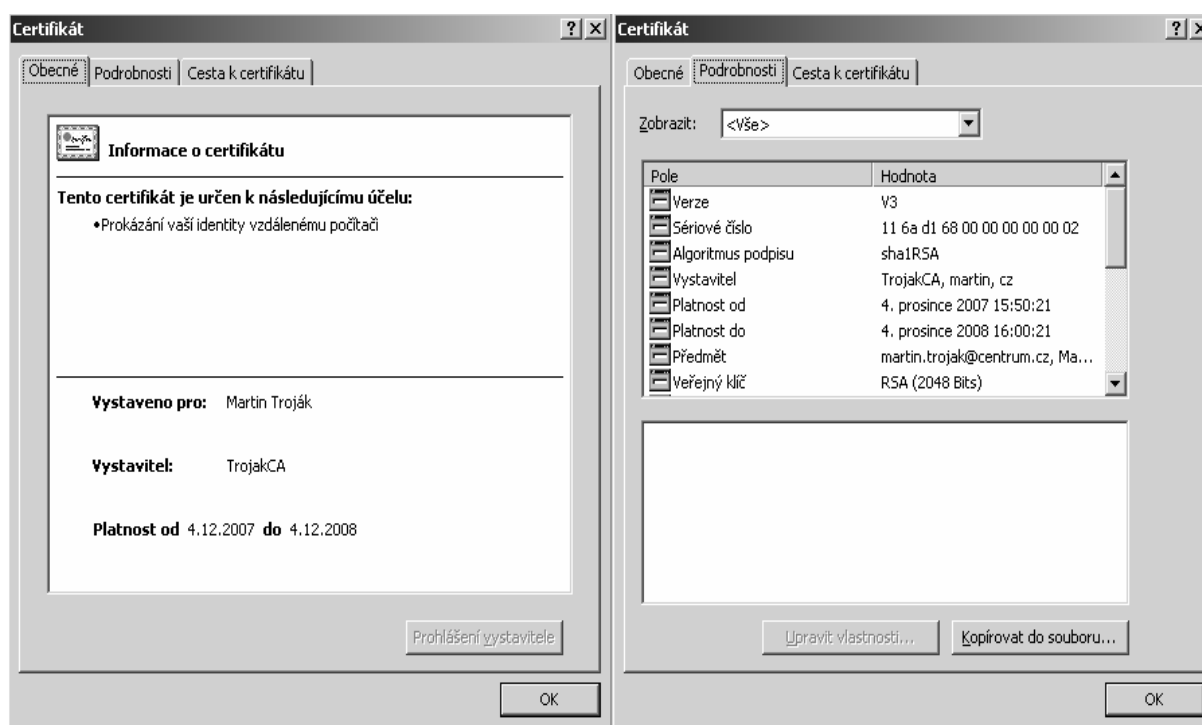 Certifikát
Obecné Podrobnosti Cesta k certifikátu
Informace o certifikátu
Tento certifikát je určen k následujícímu účelu:
•Prokázání vaší identity vzdálenému počítači
Vystaveno pro: Martin Troják
Vystavitel: TrojakCA
Platnost od 4.12.2007 do 4.12.2008
Prohlášení vystavitele
OK
Certifikát
Obecné Podrobnosti Cesta k certifikátu
Zobrazit: <Vše>
Pole Hodnota
Verze V3
Sériové číslo 11 6a d1 68 00 00 00 00 00 02
Algoritmus podpisu sha1RSA
Vystavitel TrojakCA, martin, cz
Platnost od 4. prosince 2007 15:50:21
Platnost do 4. prosince 2008 16:00:21
Předmět martin.trojak@centrum.cz, Ma...
Veřejný klíč RSA (2048 Bits)
Upravit vlastnosti... Kopírovat do souboru...
OK